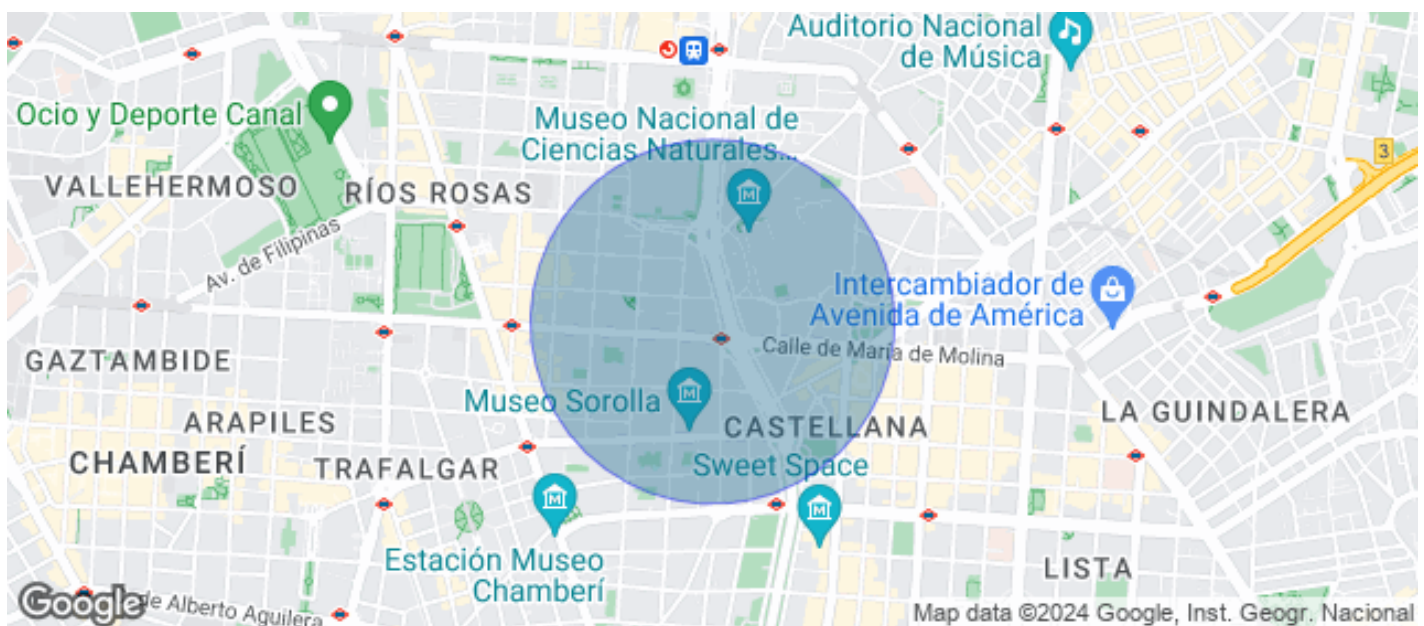 Auditorio Nacional
de Música
Ocio y Deporte Canal
Museo Nacional de
Ciencias Naturales...
3
VALLEHERMOSO
RÍOS ROSAS
Av. de Filipinas
Intercambiador de
Avenida de América
Calle de María de Molina
GAZTAMBIDE
Museo Sorolla
ARAPILES
CASTELLANA
LA GUINDALERA
CHAMBERÍ
TRAFALGAR
Sweet Space
Estación Museo
Chamberí
LISTA
Google
de Alberto Aguilera
Map data ©2024 Google, Inst. Geogr. Nacional